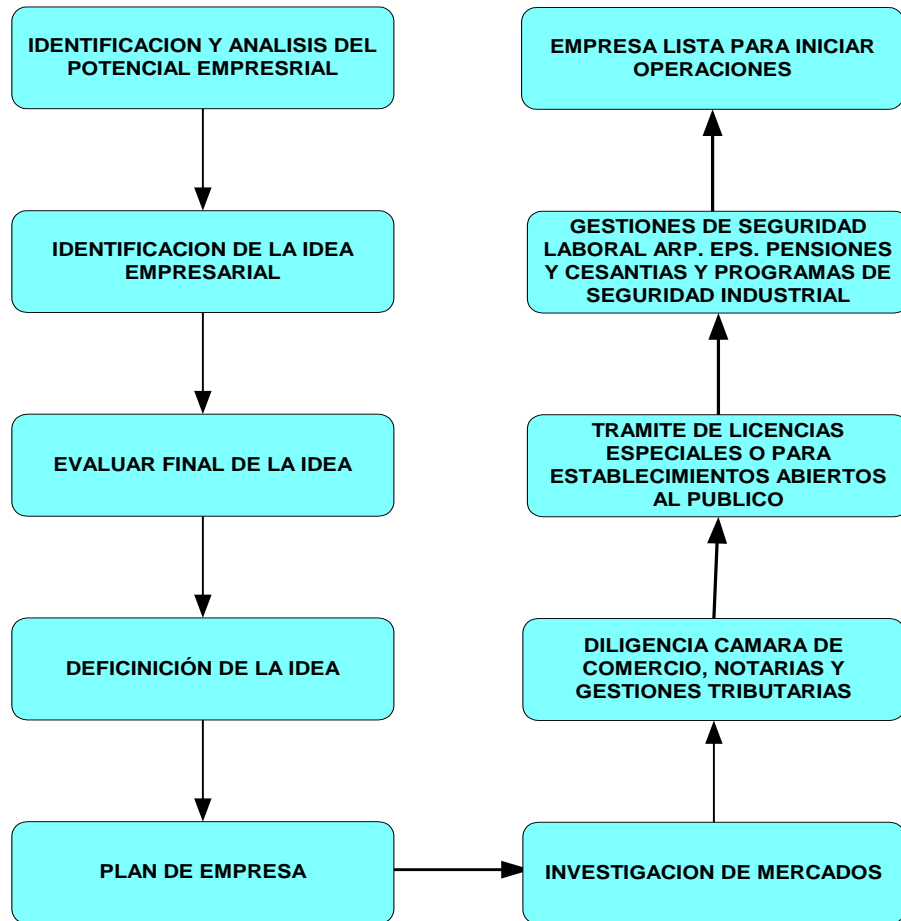 IDENTIFICACION Y ANALISIS DEL
POTENCIAL EMPRESRIAL
IDENTIFICACION DE LA IDEA
EMPRESARIAL
EVALUAR FINAL DE LA IDEA
DEFICINICIÓN DE LA IDEA
PLAN DE EMPRESA
INVESTIGACION DE MERCADOS
DILIGENCIA CAMARA DE
COMERCIO, NOTARIAS Y
GESTIONES TRIBUTARIAS
TRAMITE DE LICENCIAS
ESPECIALES O PARA
ESTABLECIMIENTOS ABIERTOS
AL PUBLICO
GESTIONES DE SEGURIDAD
LABORAL ARP. EPS. PENSIONES
Y CESANTIAS Y PROGRAMAS DE
SEGURIDAD INDUSTRIAL
EMPRESA LISTA PARA INICIAR
OPERACIONES